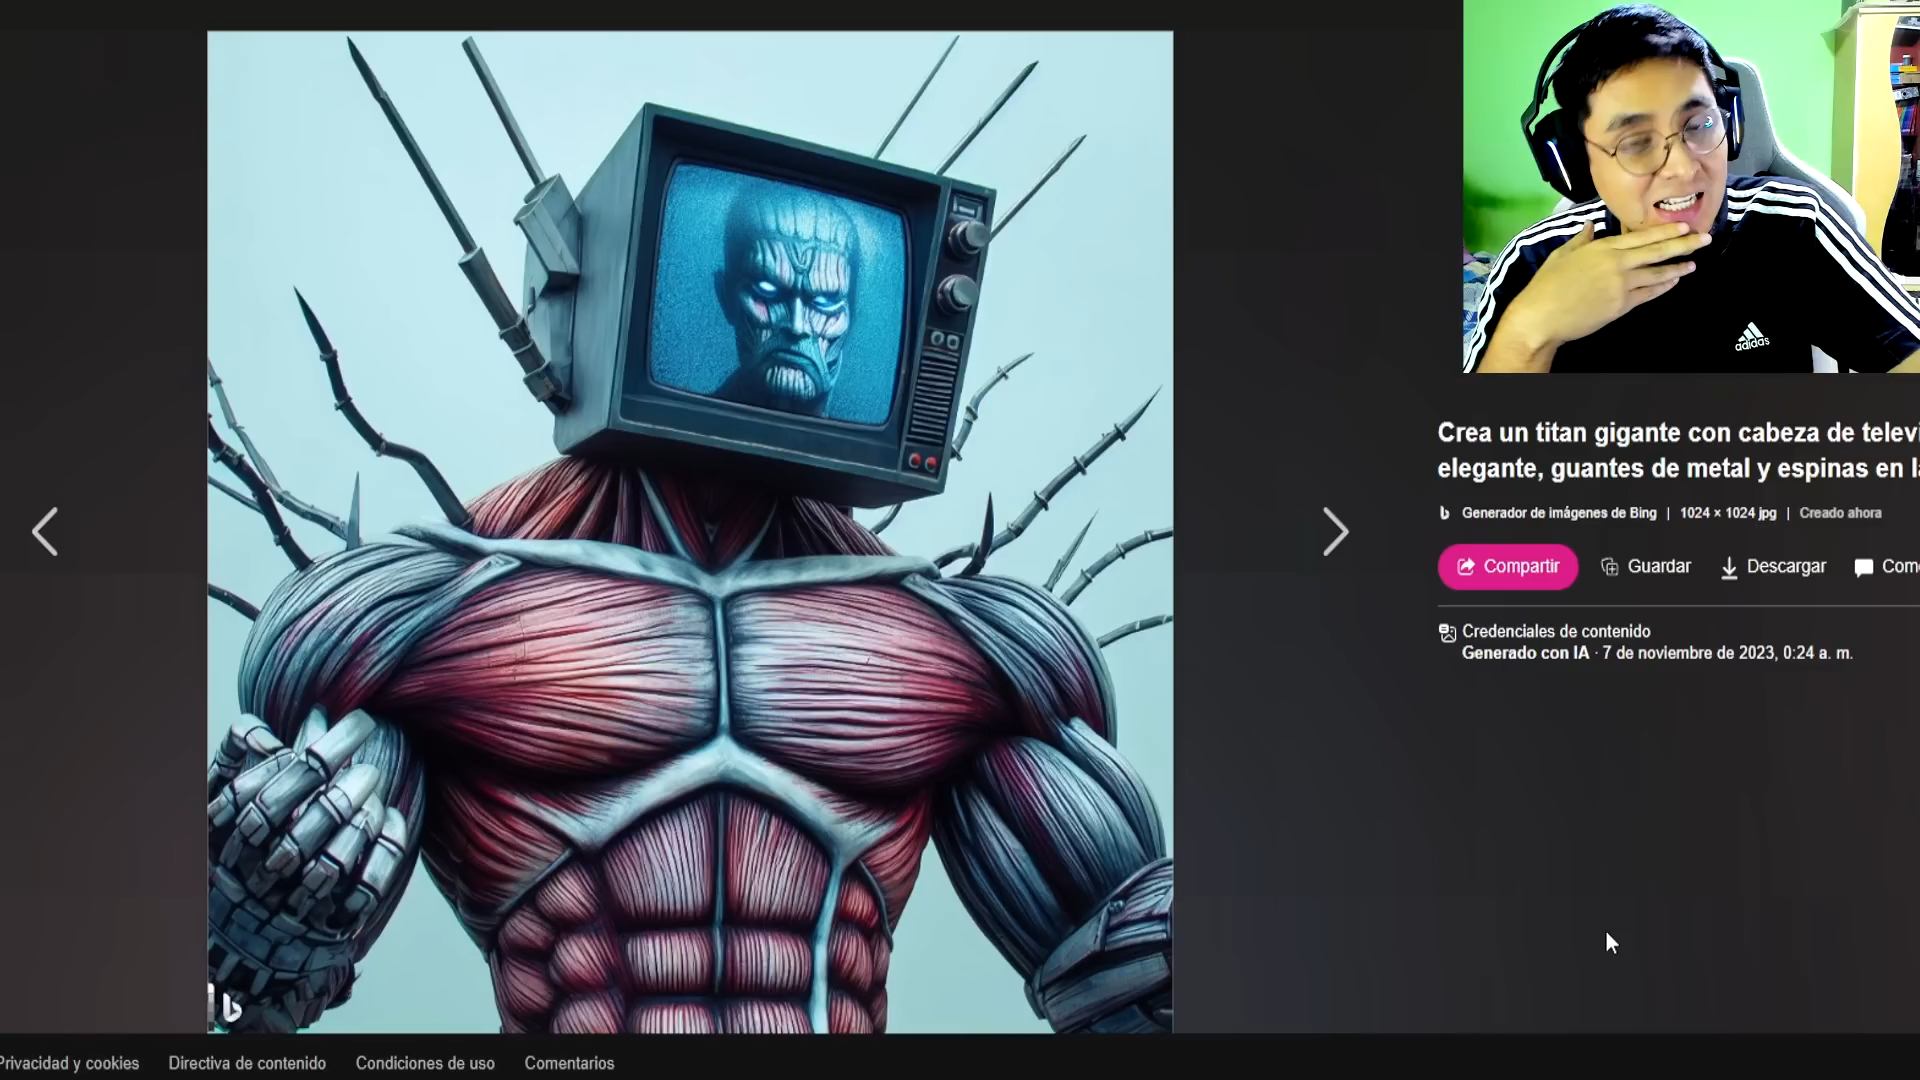 adidas
Crea un titan gigante con cabeza de
elegante, guantes de metal y espinas en
Generador de imágenes de Bing | 1024 × 1024 jpg | Creado ahora
Compartir
Guardar
Descargar
Credenciales de contenido
Generado con IA · 7 de noviembre de 2023, 0:24 a. m.
b
Privacidad y cookies
Directiva de contenido
Condiciones de uso
Comentarios